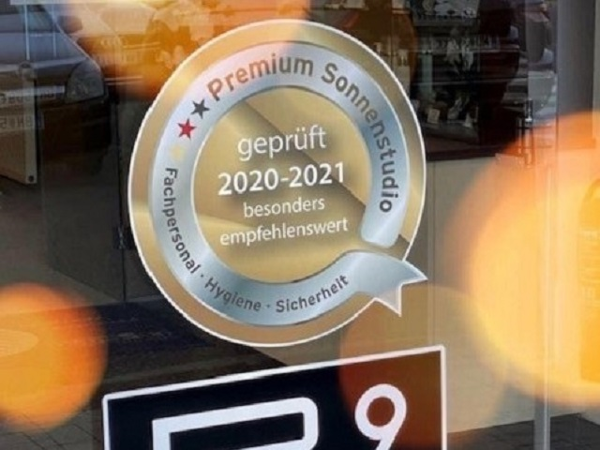 Premium Sonnenstudio
geprüft
2020-2021
besonders
empfehlenswert
Fachpersonal · Hygiene · Sicherheit
9